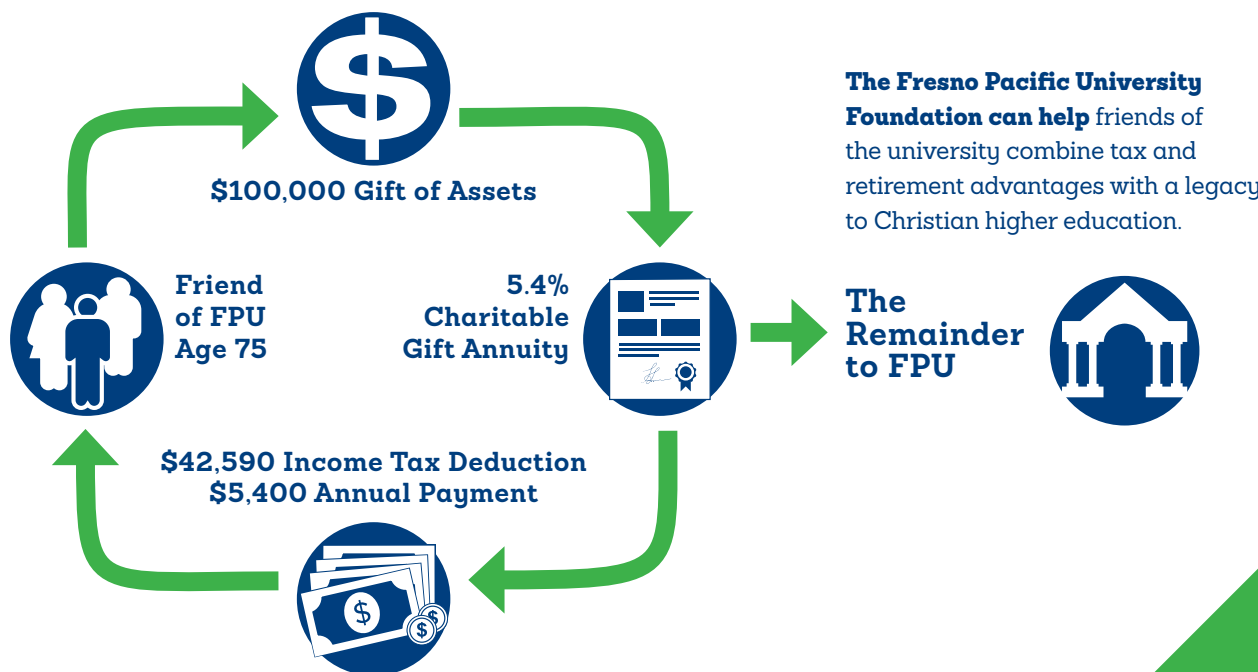 $
$100,000 Gift of Assets
The Fresno Pacific University
Foundation can help friends of
the university combine tax and
retirement advantages with a legacy
to Christian higher education.
Friend
of FPU
Age 75
5.4%
Charitable
Gift Annuity
The
Remainder
to FPU
$42,590 Income Tax Deduction
$5,400 Annual Payment
$
$
$